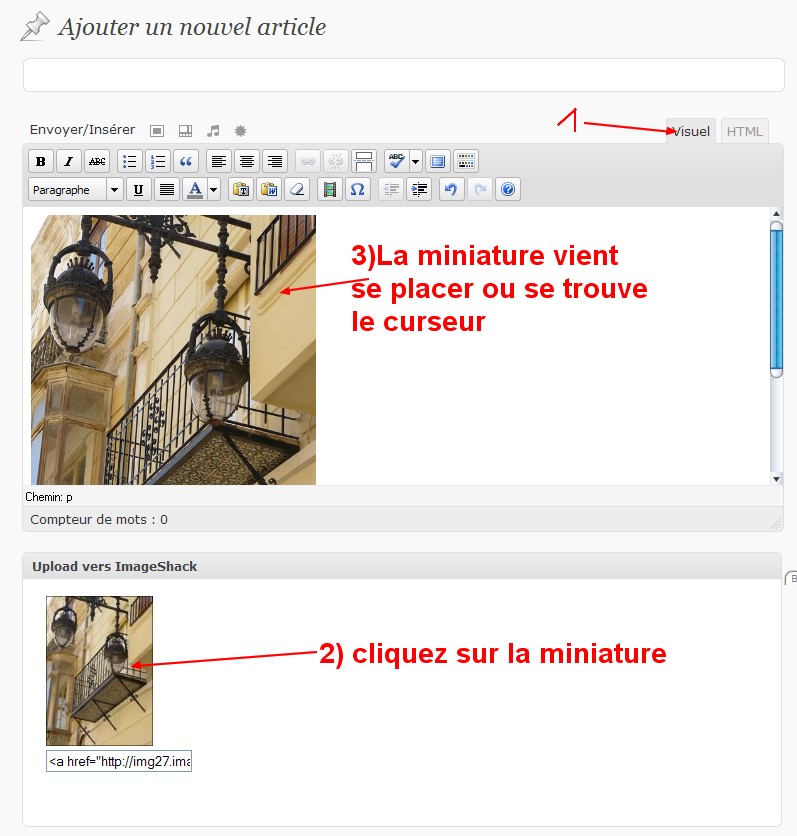 Ajouter un nouvel article
1
Envoyer/Insérer
Visuel
HTML
B I ABC
ABC
Paragraphe
U
A
T W
Ω
3)La miniature vient
se placer ou se trouve
le curseur
Chemin: p
Compteur de mots : 0
Upload vers ImageShack
B
2) cliquez sur la miniature
<a href="http://img27.ima